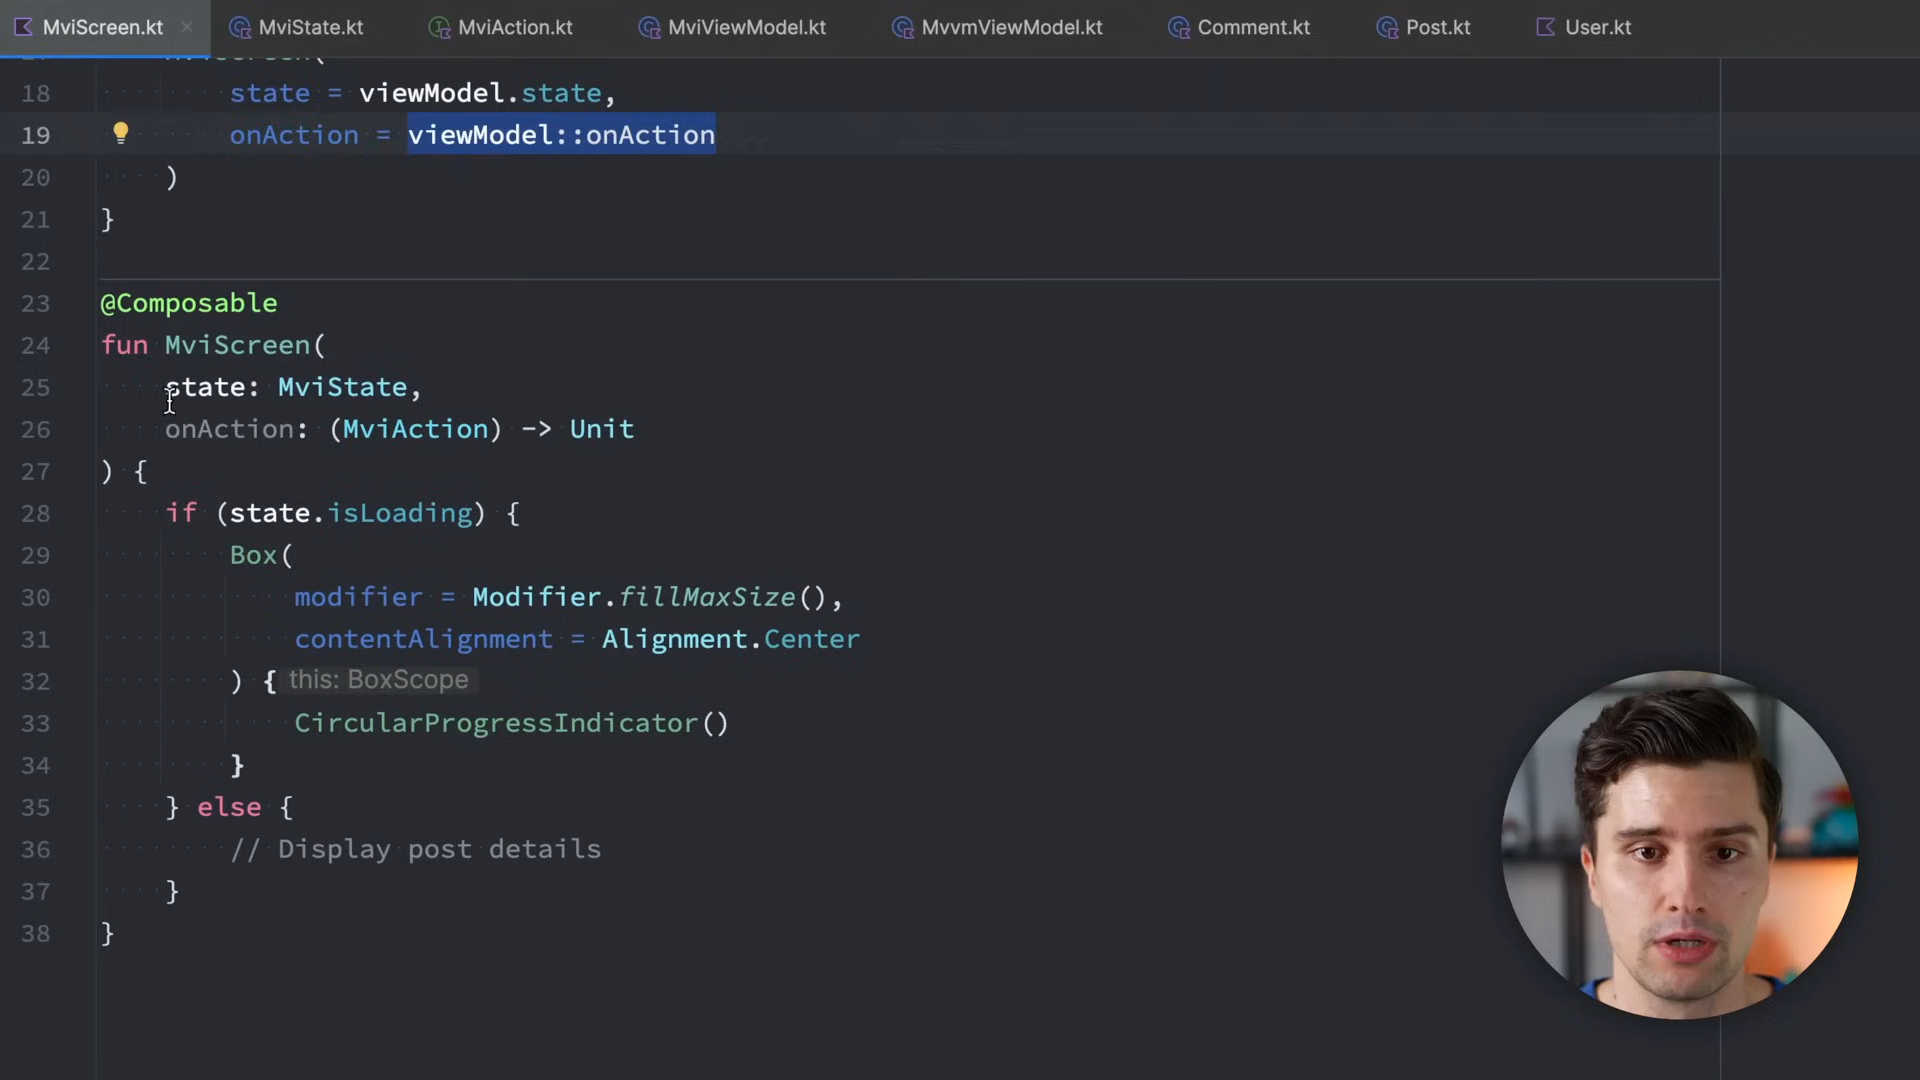 MviScreen.kt MviState.kt MviAction.kt MviViewModel.kt MvvmViewModel.kt Comment.kt Post.kt User.kt
18 state = viewModel.state,
19 onAction = viewModel::onAction
20 )
21 }
22
23 @Composable
24 fun MviScreen(
25 state: MviState,
26 onAction: (MviAction) -> Unit
27 ) {
28 if (state.isLoading) {
29 Box(
30 modifier = Modifier.fillMaxSize(),
31 contentAlignment = Alignment.Center
32 ) { this: BoxScope
33 CircularProgressIndicator()
34 }
35 } else {
36 // Display post details
37 }
38 }